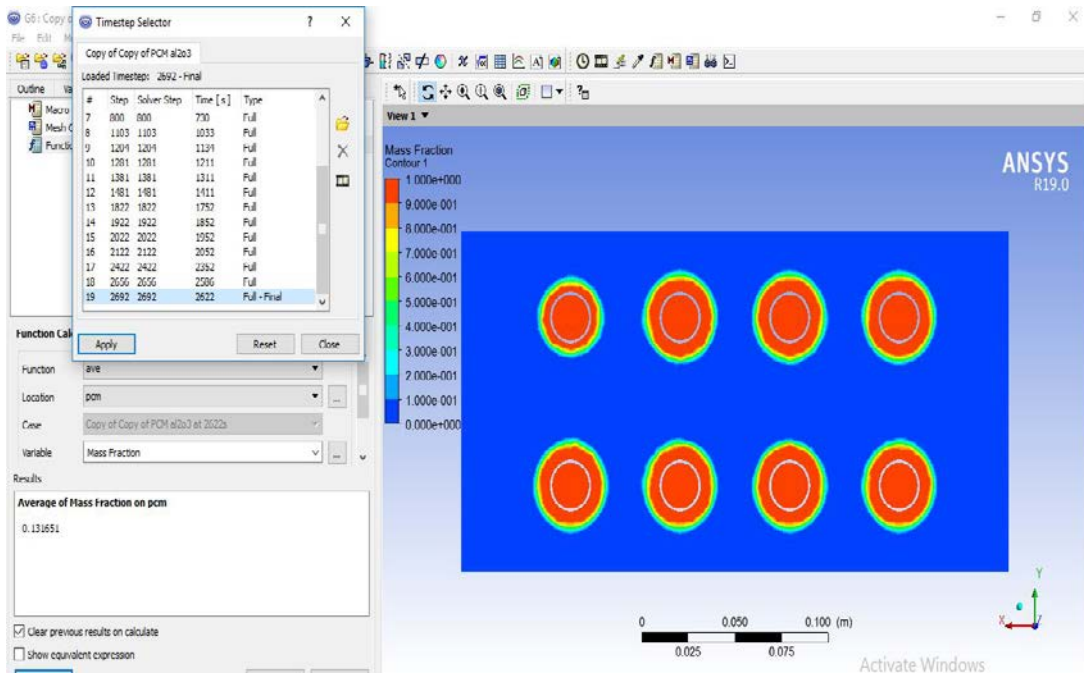 G6 : Copy
Timestep Selector
? X
File Edit
Copy of Copy of PCM al2o3
Loaded Timestep: 2692 - Final
Outline
# Step Solver Step Time [s] Type
7 800 800 730 Full
8 1103 1103 1033 Full
9 1204 1204 1134 Full
10 1281 1281 1211 Full
11 1381 1381 1311 Full
12 1481 1481 1411 Full
13 1822 1822 1752 Full
14 1922 1922 1852 Full
15 2022 2022 1952 Full
16 2122 2122 2052 Full
17 2422 2422 2352 Full
18 2656 2656 2586 Full
19 2692 2692 2622 Full - Final
Macro
Mesh C
Functio
Apply Reset Close
Function Cal
Function ave
Location pcm
Case Copy of Copy of PCM al2o3 at 2622s
Variable Mass Fraction
Results
Average of Mass Fraction on pcm
0.131651
Clear previous results on calculate
Show equivalent expression
View 1
Mass Fraction
Contour 1
1.000e+000
9.000e-001
8.000e-001
7.000e-001
6.000e-001
5.000e-001
4.000e-001
3.000e-001
2.000e-001
1.000e-001
0.000e+000
ANSYS
R19.0
0 0.050 0.100 (m)
0.025 0.075
Y
X
Z
Activate Windows